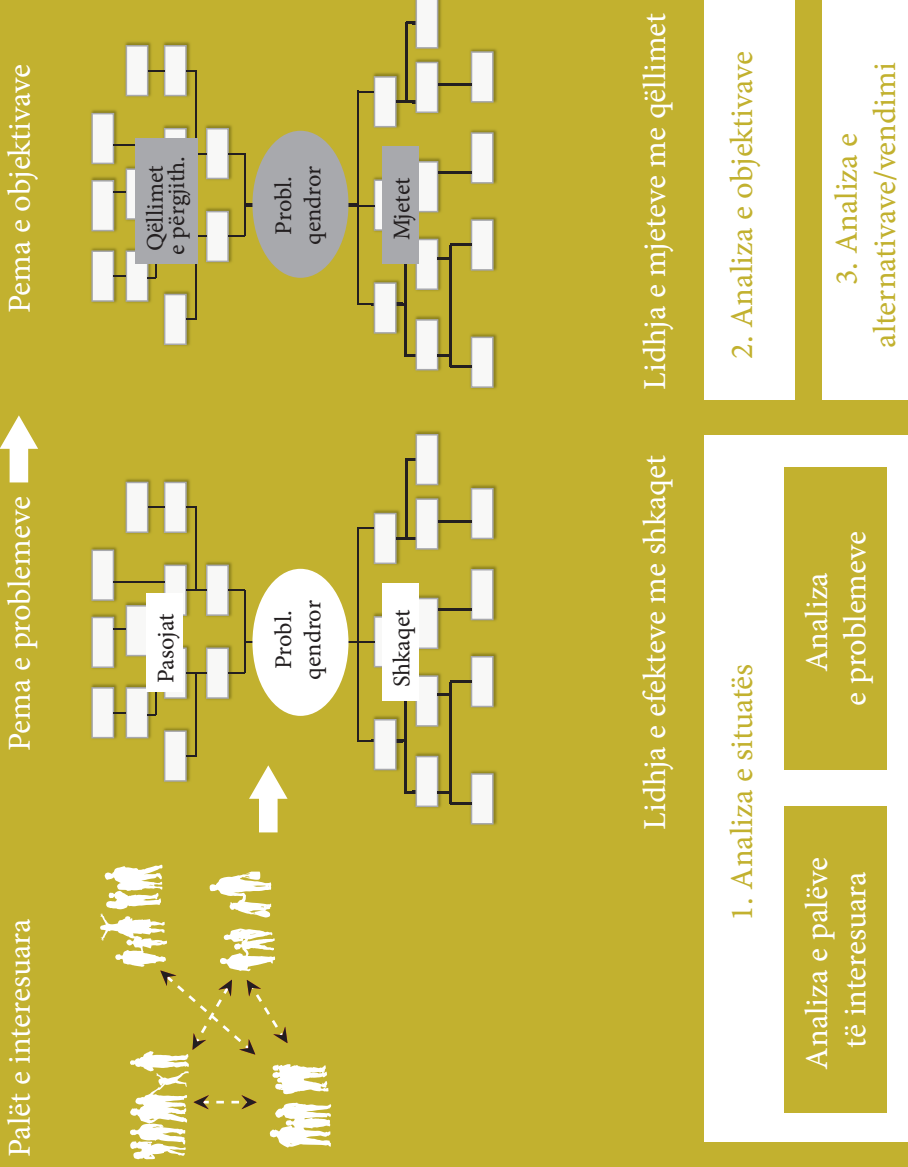 Palët e interesuara
Pema e problemeve
Pema e objektivave
Pasojat
Probl.
qendror
Shkaqet
Qëllimet
e përgjith.
Probl.
qendror
Mjetet
Lidhja e efekteve me shkaqet
Lidhja e mjeteve me qëllimet
1. Analiza e situatës
Analiza e palëve
të interesuara
Analiza
e problemeve
2. Analiza e objektivave
3. Analiza e
alternativave/vendimi